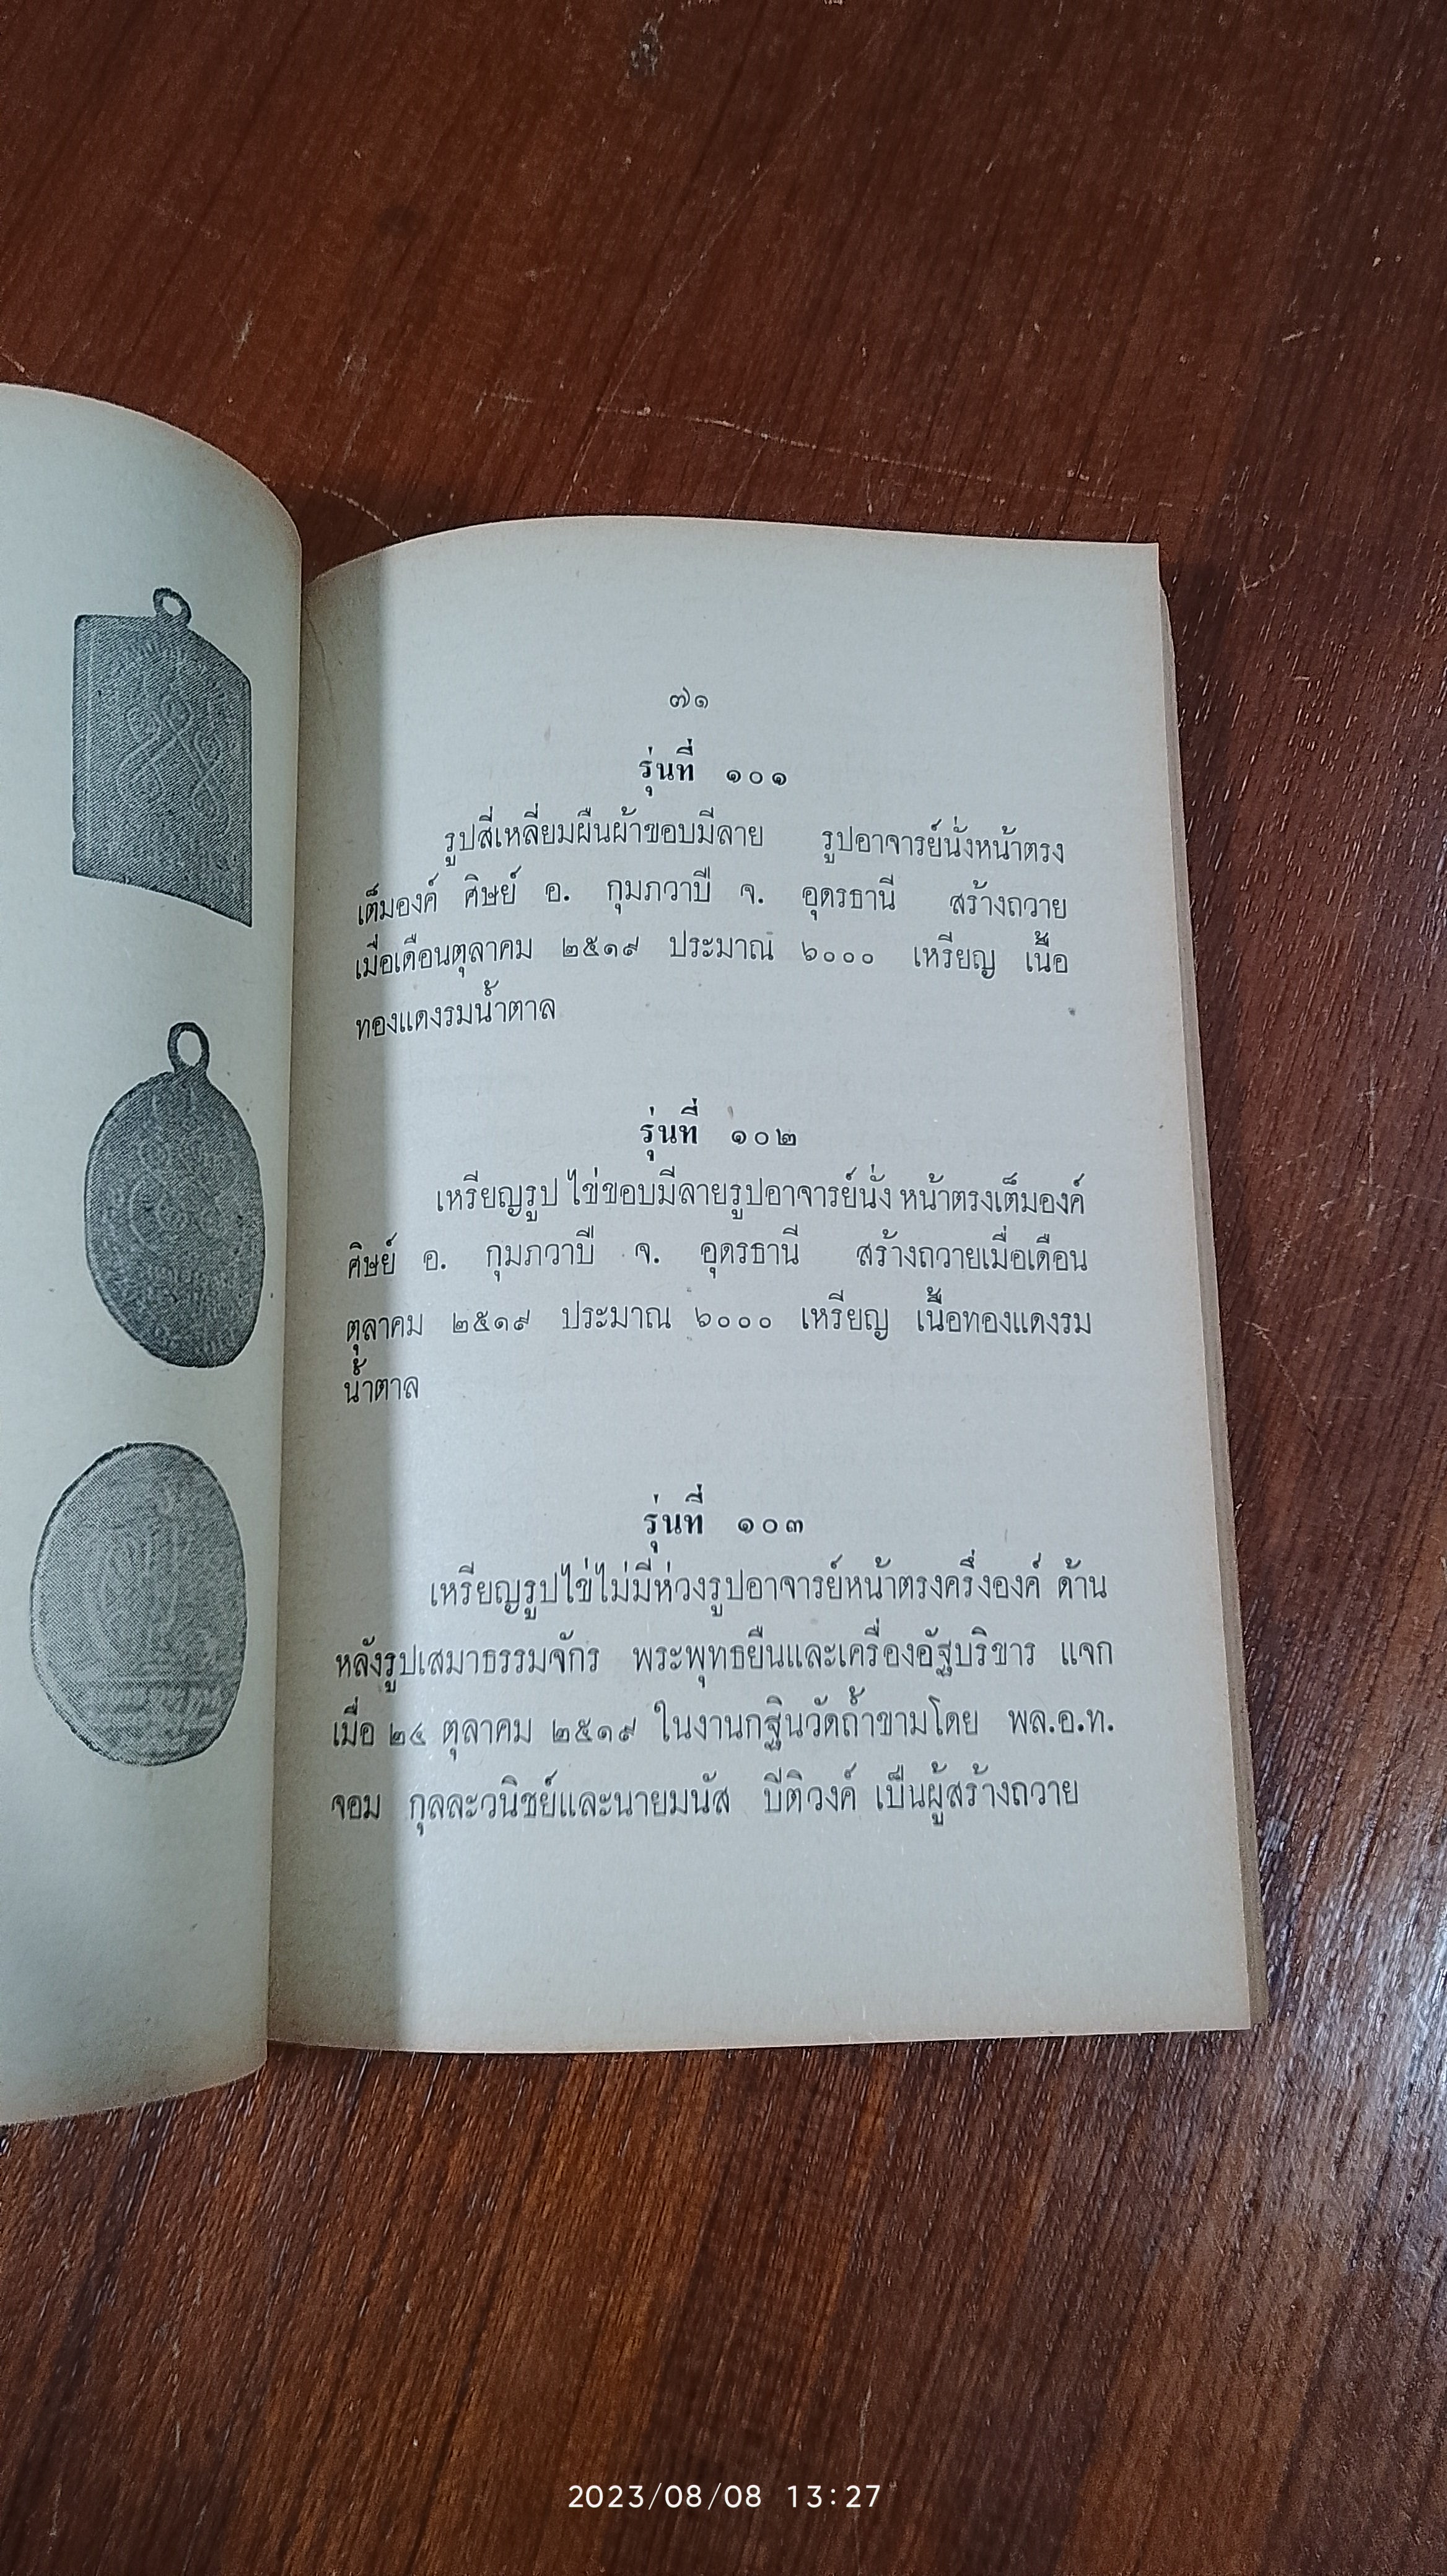 ๗๑
รุ่นที่ ๑๐๑
รูปสี่เหลี่ยมผืนผ้าขอบมีลาย รูปอาจารย์นั่งหน้าตรง
เต็มองค์ ศิษย์ อ. กุมภวาปี จ. อุดรธานี สร้างถวาย
เมื่อเดือนตุลาคม ๒๕๑๙ ประมาณ ๖๐๐๐ เหรียญ เนื้อ
ทองแดงรมน้ำตาล
รุ่นที่ ๑๐๒
เหรียญรูป ไข่ขอบมีลายรูปอาจารย์นั่ง หน้าตรงเต็มองค์
ศิษย์ อ. กุมภวาปี จ. อุดรธานี สร้างถวายเมื่อเดือน
ตุลาคม ๒๕๑๙ ประมาณ ๖๐๐๐ เหรียญ เนื้อทองแดงรม
น้ำตาล
รุ่นที่ ๑๐๓
เหรียญรูปไข่ไม่มีห่วงรูปอาจารย์หน้าตรงครึ่งองค์ ด้าน
หลังรูปเสมาธรรมจักร พระพุทธยืนและเครื่องอัฐบริขาร แจก
เมื่อ ๒๔ ตุลาคม ๒๕๑๙ ในงานกฐินวัดถ้ำขามโดย พล.อ.ท.
จอม กุลละวนิชย์และนายมนัส ปีติวงค์ เป็นผู้สร้างถวาย
2023/08/08 13:27